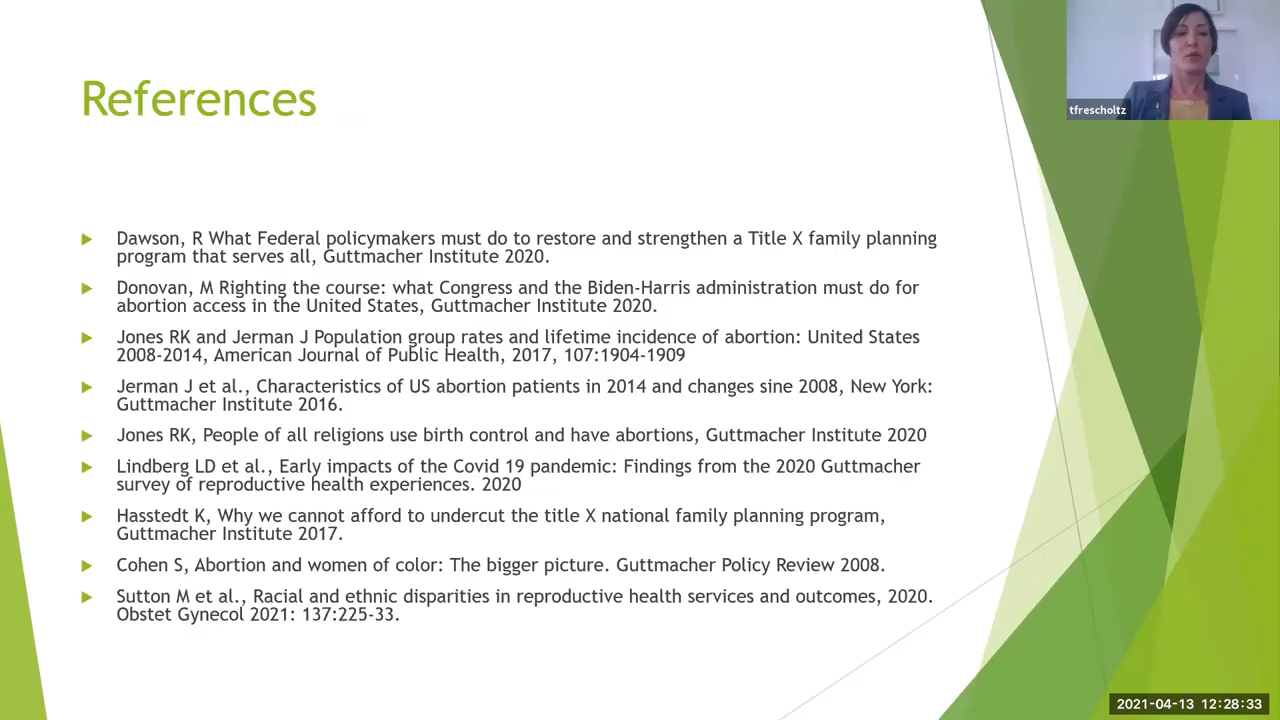 References
tfrescholtz
Dawson, R What Federal policymakers must do to restore and strengthen a Title X family planning
program that serves all, Guttmacher Institute 2020.
Donovan, M Righting the course: what Congress and the Biden-Harris administration must do for
abortion access in the United States, Guttmacher Institute 2020.
Jones RK and Jerman J Population group rates and lifetime incidence of abortion: United States
2008-2014, American Journal of Public Health, 2017, 107:1904-1909
Jerman J et al., Characteristics of US abortion patients in 2014 and changes sine 2008, New York:
Guttmacher Institute 2016.
Jones RK, People of all religions use birth control and have abortions, Guttmacher Institute 2020
Lindberg LD et al., Early impacts of the Covid 19 pandemic: Findings from the 2020 Guttmacher
survey of reproductive health experiences. 2020
Hasstedt K, Why we cannot afford to undercut the title X national family planning program,
Guttmacher Institute 2017.
Cohen S, Abortion and women of color: The bigger picture. Guttmacher Policy Review 2008.
Sutton M et al., Racial and ethnic disparities in reproductive health services and outcomes, 2020.
Obstet Gynecol 2021: 137:225-33.
2021-04-13 12:28:33